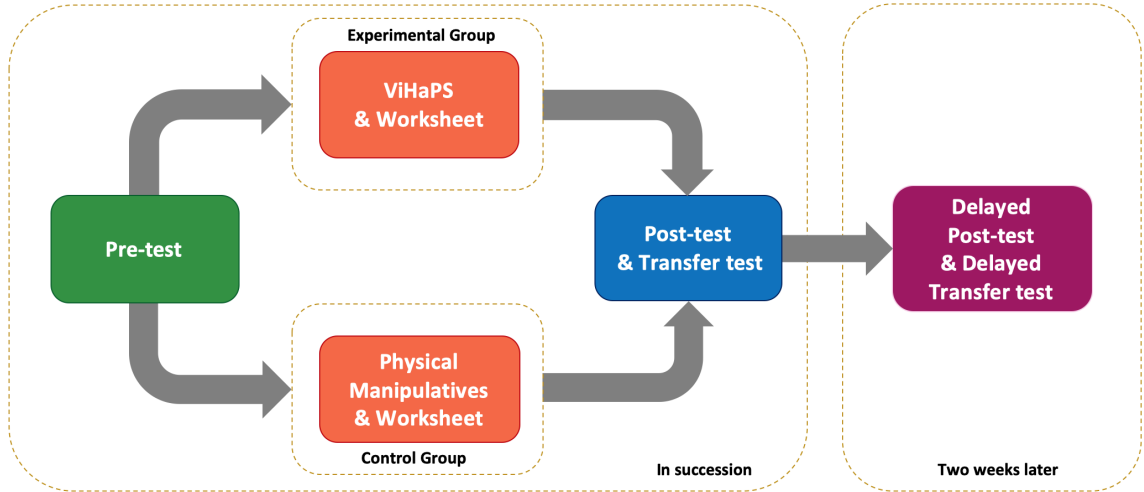 Experimental Group
ViHaPS
& Worksheet
Pre-test
Post-test
& Transfer test
Delayed
Post-test
& Delayed
Transfer test
Physical
Manipulatives
& Worksheet
Control Group
In succession
Two weeks later